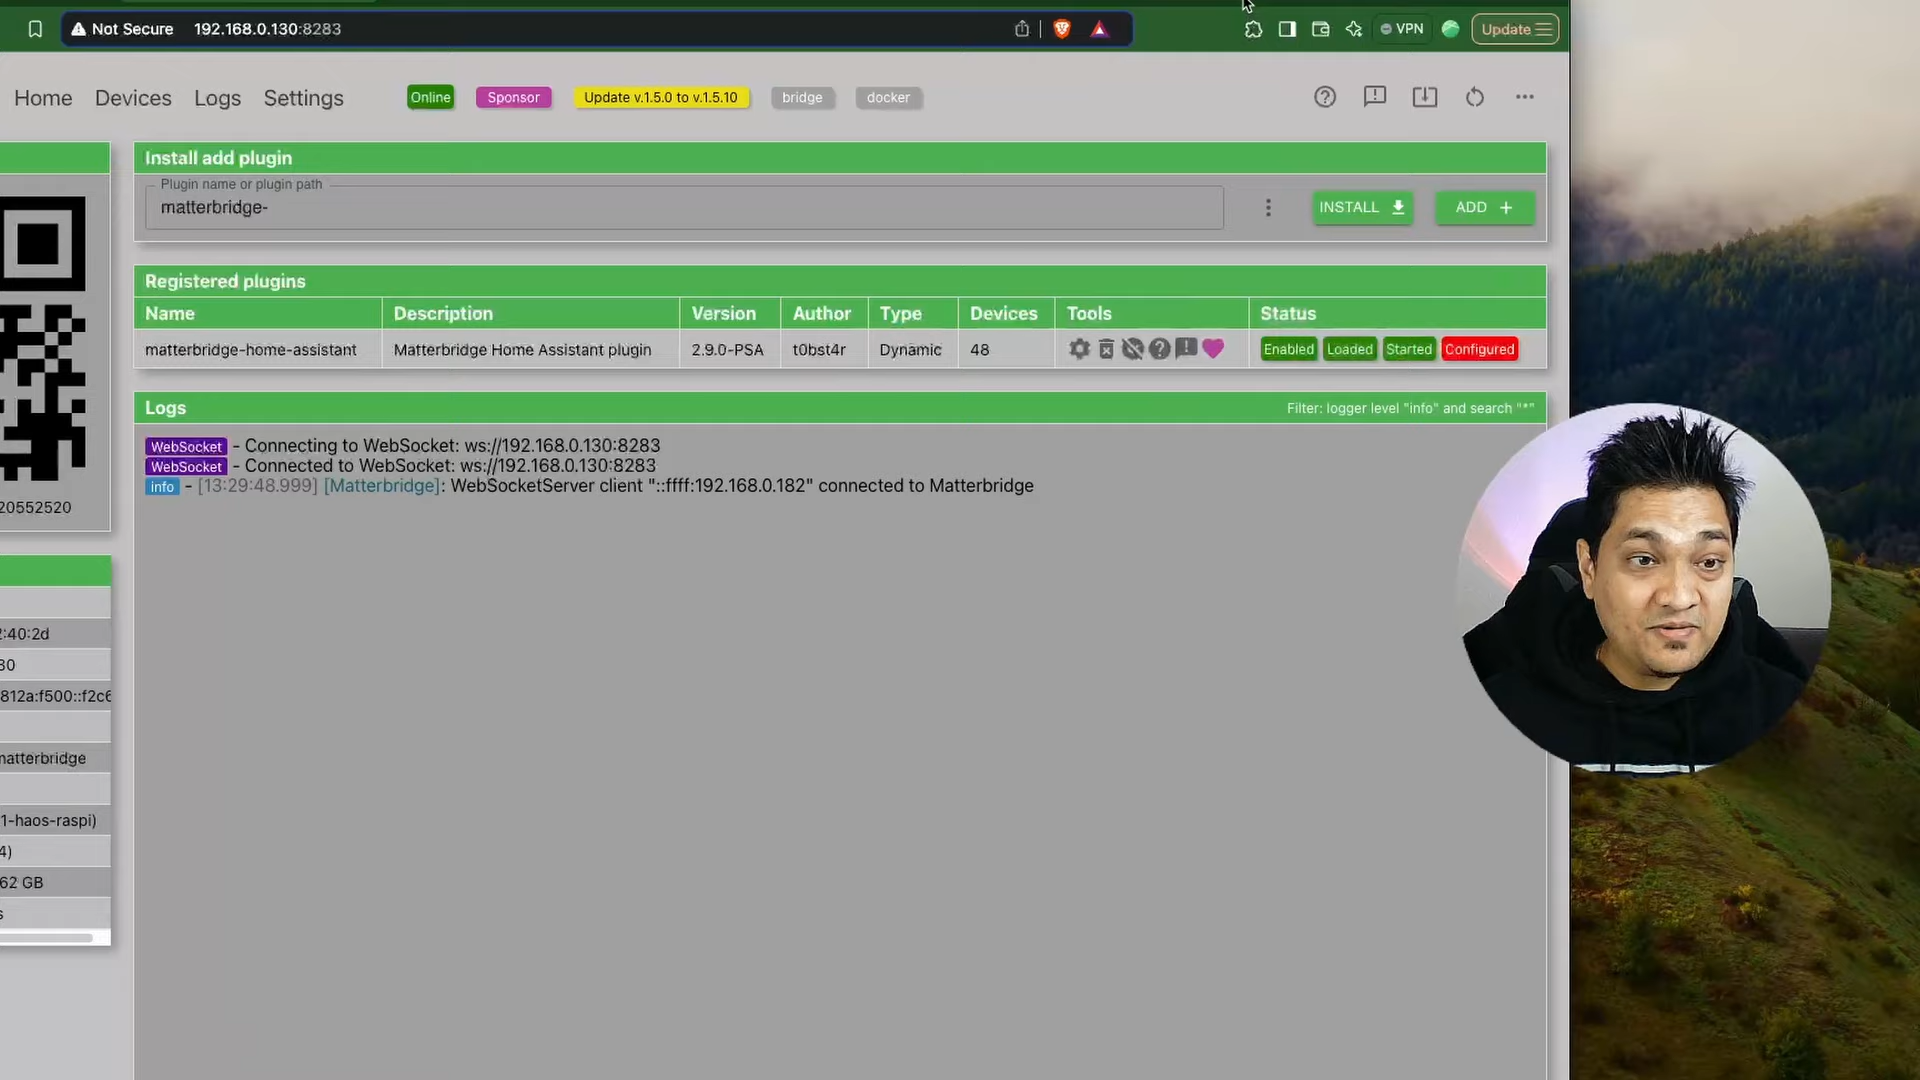 Not Secure 192.168.0.130:8283 VPN Update
Home Devices Logs Settings Online Sponsor Update v.1.5.0 to v.1.5.10 bridge docker
Install add plugin
Plugin name or plugin path
matterbridge-
INSTALL ADD +
Registered plugins
Name Description Version Author Type Devices Tools Status
matterbridge-home-assistant Matterbridge Home Assistant plugin 2.9.0-PSA t0bst4r Dynamic 48 Enabled Loaded Started Configured
Logs Filter: logger level "info" and search "*"
WebSocket - Connecting to WebSocket: ws://192.168.0.130:8283
WebSocket - Connected to WebSocket: ws://192.168.0.130:8283
info - [13:29:48.999] [Matterbridge]: WebSocketServer client "::ffff:192.168.0.182" connected to Matterbridge
20552520
2:40:2d
30
812a:f500::f2c6
matterbridge
1-haos-raspi)
4)
62 GB
s